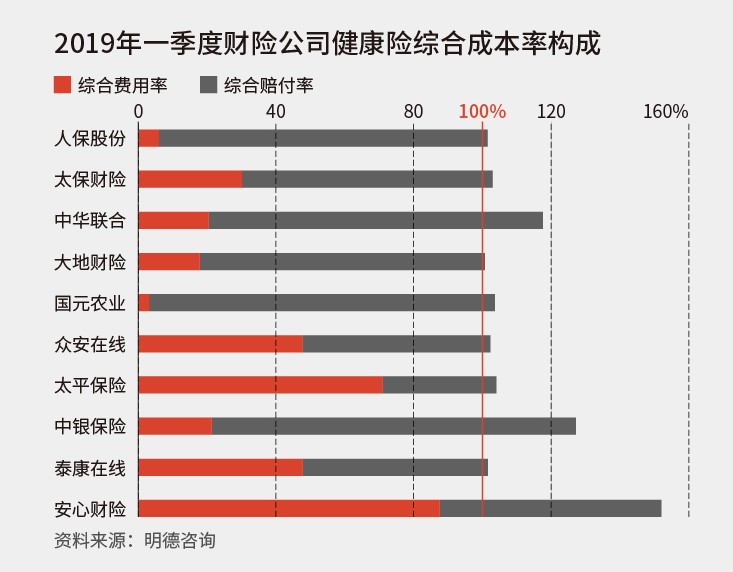 2019年一季度财险公司健康险综合成本率构成
综合费用率 综合赔付率
0 40 80 100% 120 160%
人保股份
太保财险
中华联合
大地财险
国元农业
众安在线
太平保险
中银保险
泰康在线
安心财险
资料来源：明德咨询